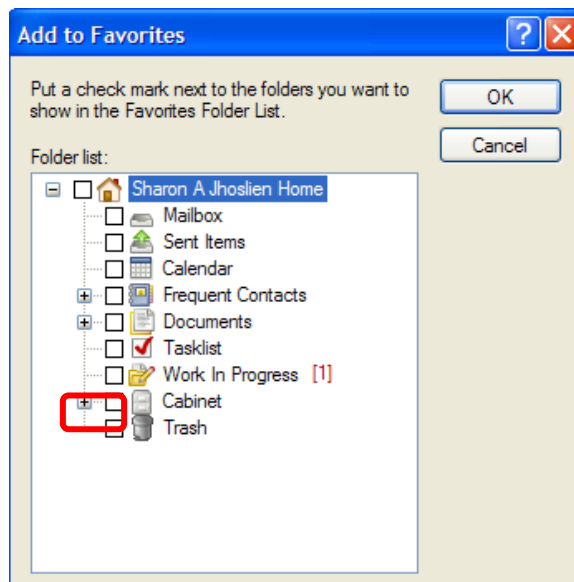 Add to Favorites
Put a check mark next to the folders you want to
show in the Favorites Folder List.
OK
Cancel
Folder list:
Sharon A Jhoslien Home
Mailbox
Sent Items
Calendar
Frequent Contacts
Documents
Tasklist
Work In Progress [1]
Cabinet
Trash